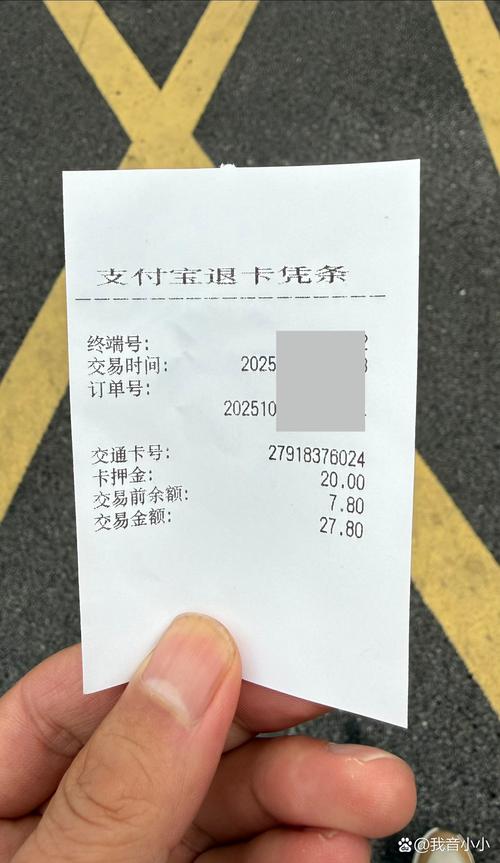 支付宝退卡凭条
终端号:
交易时间: 2025
订单号:
202510
交通卡号: 27918376024
卡押金: 20.00
交易前余额: 7.80
交易金额: 27.80
@我音小小